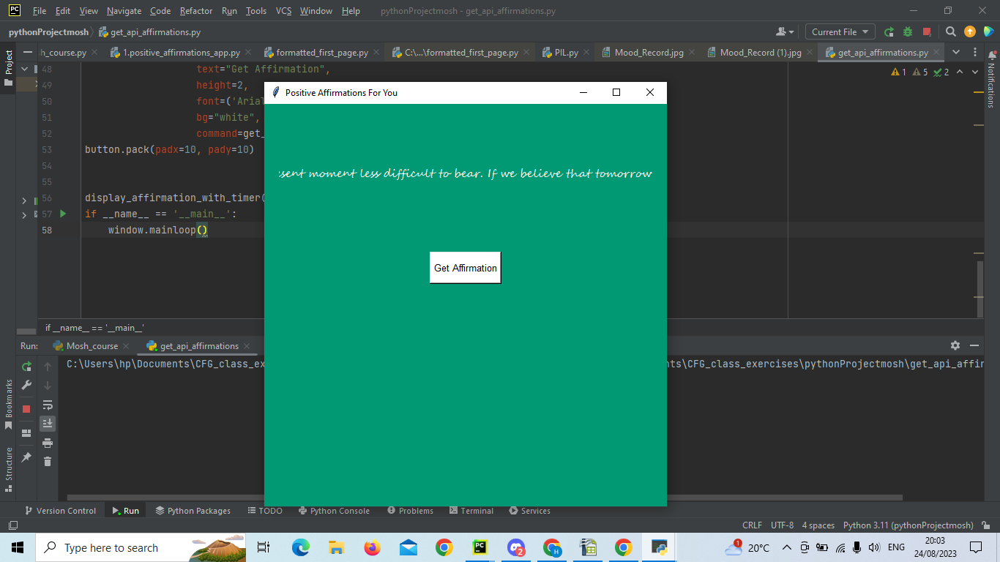 File Edit View Navigate Code Refactor Run Tools VCS Window Help pythonProjectmosh - get_api_affirmations.py
pythonProjectmosh get_api_affirmations.py Current File
Project h_course.py 1.positive_affirmations_app.py formatted_first_page.py C:\...\formatted_first_page.py PIL.py Mood_Record.jpg Mood_Record (1).jpg get_api_affirmations.py Notifications
48 text="Get Affirmation", 1 5 2
49 height=2,
50 font=('Arial
51 bg="white",
52 command=get_
53 button.pack(padx=10, pady=10)
54
55
56 display_affirmation_with_timer(
57 if __name__ == '__main__':
58 window.mainloop()
Positive Affirmations For You
sent moment less difficult to bear. If we believe that tomorrow
Get Affirmation
if __name__ == '__main__'
Run: Mosh_course get_api_affirmations
C:\Users\hp\Documents\CFG_class_ex nts\CFG_class_exercises\pythonProjectmosh\get_api_affir
Bookmarks
Structure
Version Control Run Python Packages TODO Python Console Problems Terminal Services
CRLF UTF-8 4 spaces Python 3.11 (pythonProjectmosh)
Type here to search PC 2 H 1 20°C ENG 20:03
24/08/2023